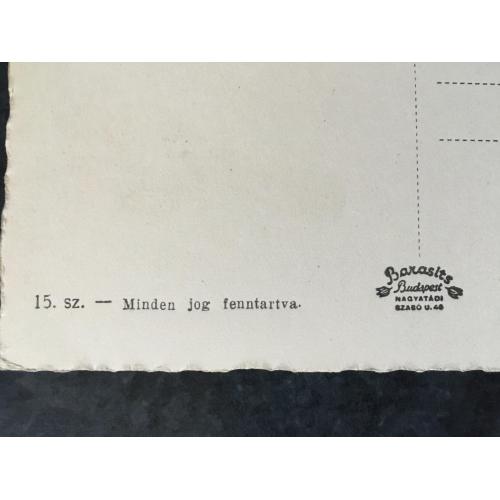 15. sz. — Minden jog fenntartva.
Barasits
Budapest
NAGYATÁDI
SZABÓ U. 48